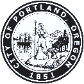 CITY OF PORTLAND, OREGON
1851